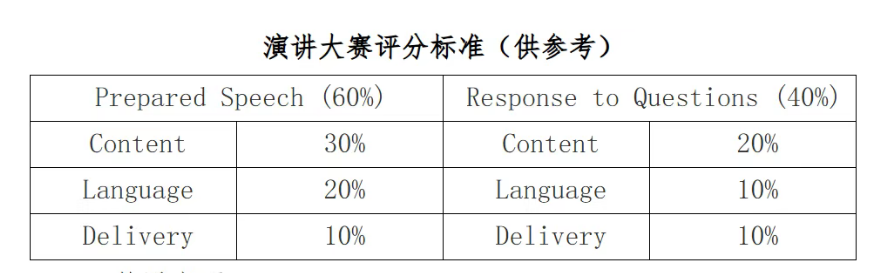 演讲大赛评分标准（供参考）
Prepared Speech (60%) Response to Questions (40%)
Content 30% Content 20%
Language 20% Language 10%
Delivery 10% Delivery 10%